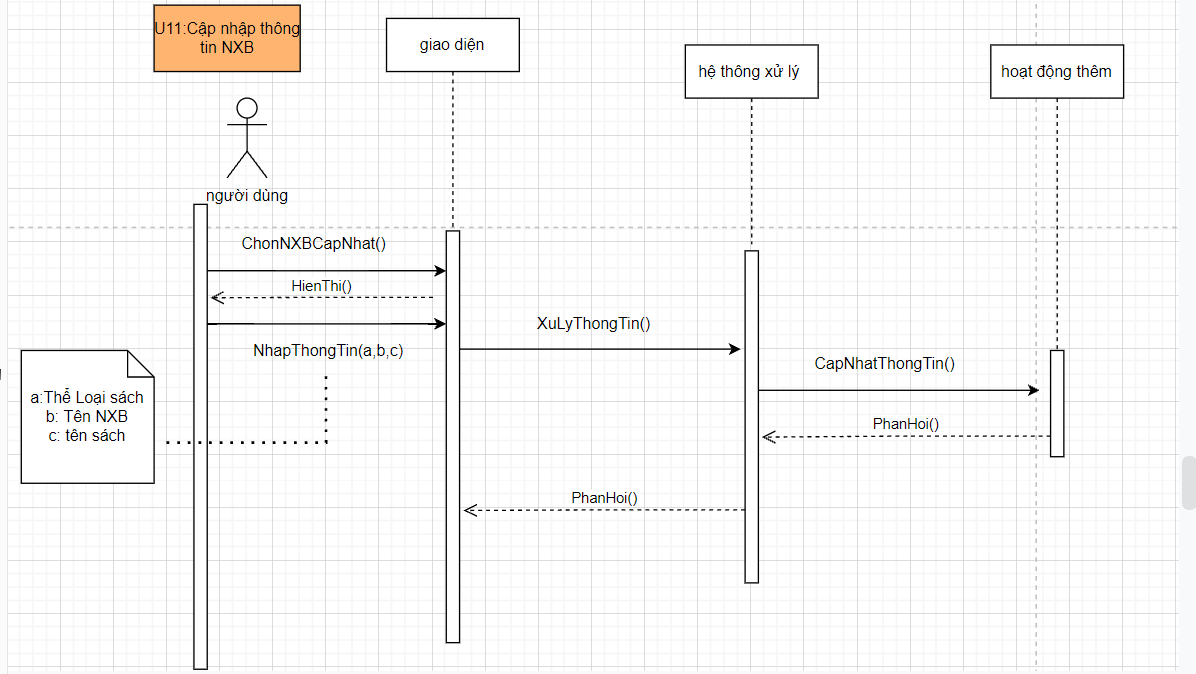 U11:Cập nhập thông
tin NXB
giao diện
hệ thông xử lý
hoạt động thêm
người dùng
ChonNXBCapNhat()
HienThi()
XuLyThongTin()
NhapThongTin(a,b,c)
CapNhatThongTin()
a:Thể Loại sách
b: Tên NXB
c: tên sách
PhanHoi()
PhanHoi()